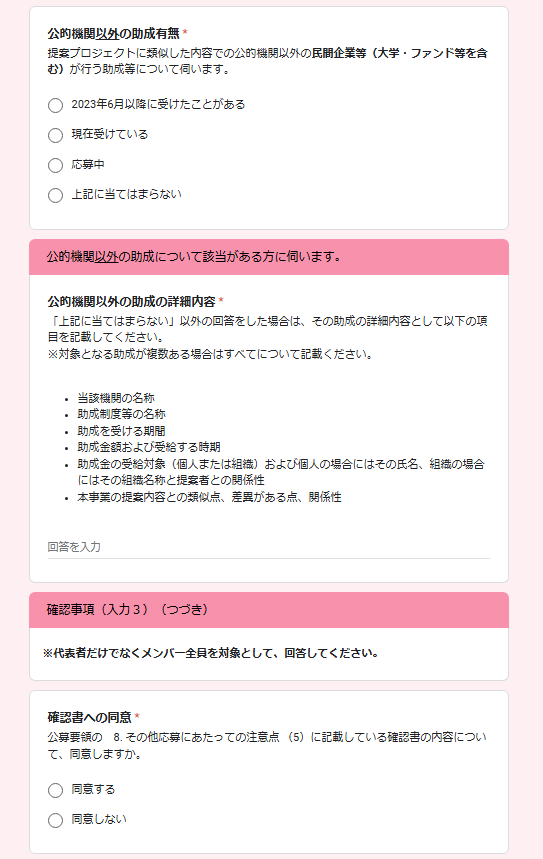 公的機関以外の助成有無 *
提案プロジェクトに類似した内容での公的機関以外の民間企業等（大学・ファンド等を含
む）が行う助成等について伺います。
2023年6月以降に受けたことがある
現在受けている
応募中
上記に当てはまらない
公的機関以外の助成について該当がある方に伺います。
公的機関以外の助成の詳細内容 *
「上記に当てはまらない」以外の回答をした場合は、その助成の詳細内容として以下の項
目を記載してください。
※対象となる助成が複数ある場合はすべてについて記載ください。
• 当該機関の名称
• 助成制度等の名称
• 助成を受ける期間
• 助成金額および受給する時期
• 助成金の受給対象（個人または組織）および個人の場合にはその氏名、組織の場合
にはその組織名称と提案者との関係性
• 本事業の提案内容との類似点、差異がある点、関係性
回答を入力
確認事項（入力３）（つづき）
※代表者だけでなくメンバー全員を対象として、回答してください。
確認書への同意 *
公募要領の　8. その他応募にあたっての注意点 （5）に記載している確認書の内容につい
て、同意しますか。
同意する
同意しない